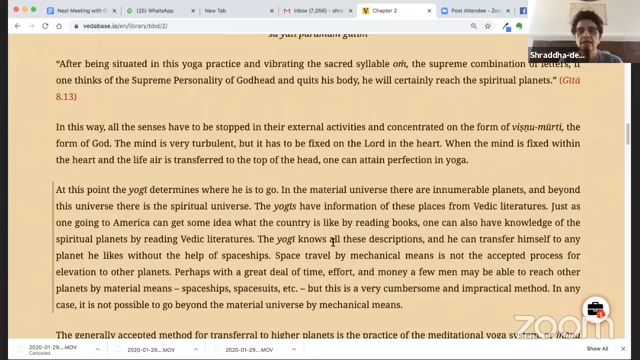 Next Meeting with G
(25) WhatsApp
New Tab
Inbox (7,056) - shra
Chapter 2
Post Attendee - Zoom
vedabase.io/en/library/bbd/2/
sa yāti paramāṁ gatim
Shraddha-de...
“After being situated in this yoga practice and vibrating the sacred syllable oṁ, the supreme combination of letters, if
one thinks of the Supreme Personality of Godhead and quits his body, he will certainly reach the spiritual planets.” (Gītā
8.13)
In this way, all the senses have to be stopped in their external activities and concentrated on the form of viṣṇu-mūrti, the
form of God. The mind is very turbulent, but it has to be fixed on the Lord in the heart. When the mind is fixed within
the heart and the life air is transferred to the top of the head, one can attain perfection in yoga.
At this point the yogī determines where he is to go. In the material universe there are innumerable planets, and beyond
this universe there is the spiritual universe. The yogīs have information of these places from Vedic literatures. Just as
one going to America can get some idea what the country is like by reading books, one can also have knowledge of the
spiritual planets by reading Vedic literatures. The yogī knows all these descriptions, and he can transfer himself to any
planet he likes without the help of spaceships. Space travel by mechanical means is not the accepted process for
elevation to other planets. Perhaps with a great deal of time, effort, and money a few men may be able to reach other
planets by material means – spaceships, spacesuits, etc. – but this is a very cumbersome and impractical method. In any
case, it is not possible to go beyond the material universe by mechanical means.
The generally accepted method for transferral to higher planets is the practice of the meditational yoga system, or jñāna
zoom
2020-01-29....MOV
Canceled
2020-01-29....MOV
2020-01-29....MOV
Show All